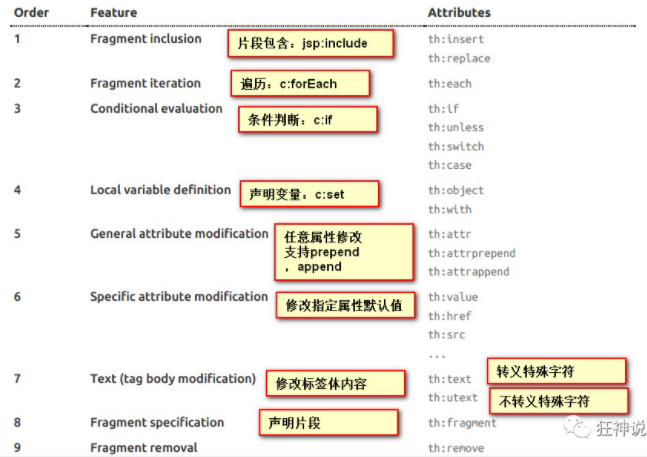 Order Feature Attributes
1 Fragment inclusion 片段包含：jsp:include th:insert
th:replace
2 Fragment iteration 遍历：c:forEach th:each
3 Conditional evaluation 条件判断：c:if th:if
th:unless
th:switch
th:case
4 Local variable definition 声明变量：c:set th:object
th:with
5 General attribute modification 任意属性修改 th:attr
支持prepend th:attrprepend
，append th:attrappend
6 Specific attribute modification 修改指定属性默认值 th:value
th:href
th:src
...
7 Text (tag body modification) 修改标签体内容 th:text 转义特殊字符
th:utext 不转义特殊字符
8 Fragment specification 声明片段 th:fragment
狂神说
9 Fragment removal th:remove